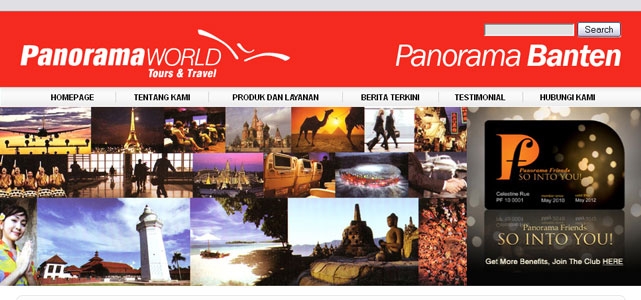 Search
PanoramaWORLD
Tours & Travel
Panorama Banten
HOMEPAGE
TENTANG KAMI
PRODUK DAN LAYANAN
BERITA TERKINI
TESTIMONIAL
HUBUNGI KAMI
Panorama Friends
SO INTO YOU!
Celestine Rue
PF 10 0001
May 2010
May 2012
Panorama Friends
SO INTO YOU!
Get More Benefits, Join The Club HERE